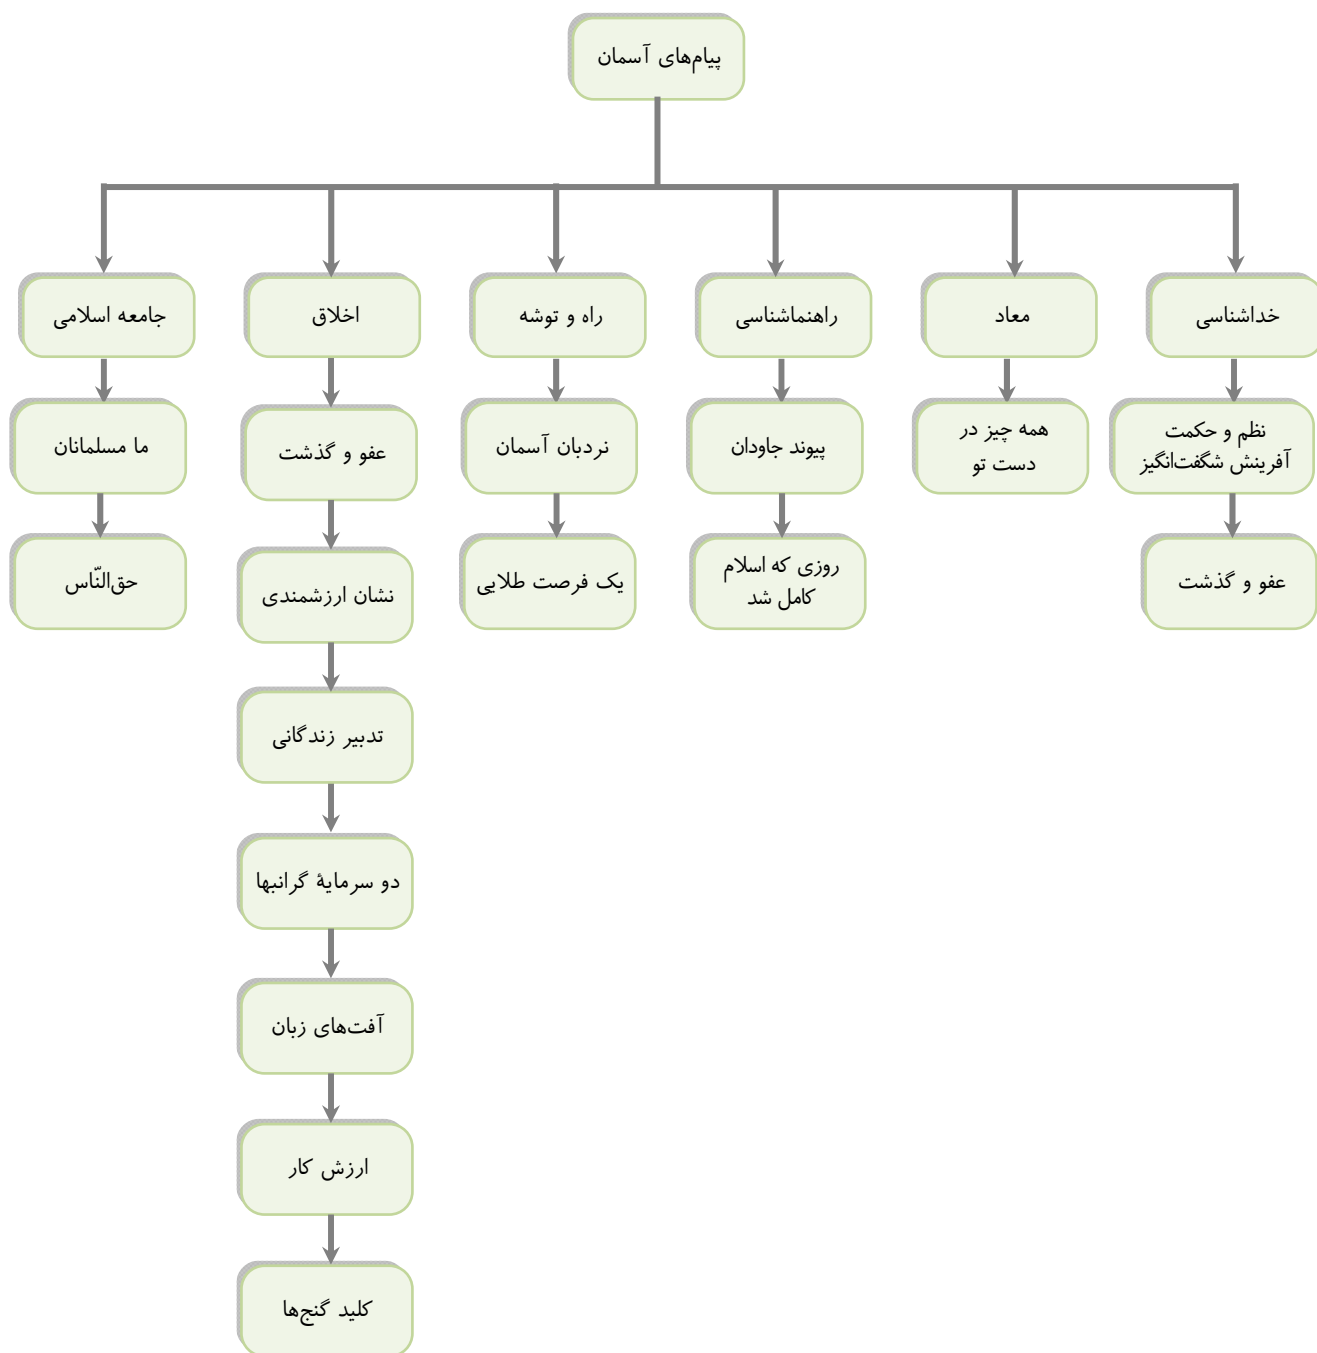 پیام‌های آسمان
خداشناسی
معاد
راهنماشناسی
راه و توشه
اخلاق
جامعه اسلامی
نظم و حکمت
آفرینش شگفت‌انگیز
همه چیز در
دست تو
پیوند جاودان
نردبان آسمان
عفو و گذشت
ما مسلمانان
عفو و گذشت
روزی که اسلام
کامل شد
یک فرصت طلایی
نشان ارزشمندی
حق‌النّاس
تدبیر زندگانی
دو سرمایۀ گرانبها
آفت‌های زبان
ارزش کار
کلید گنج‌ها